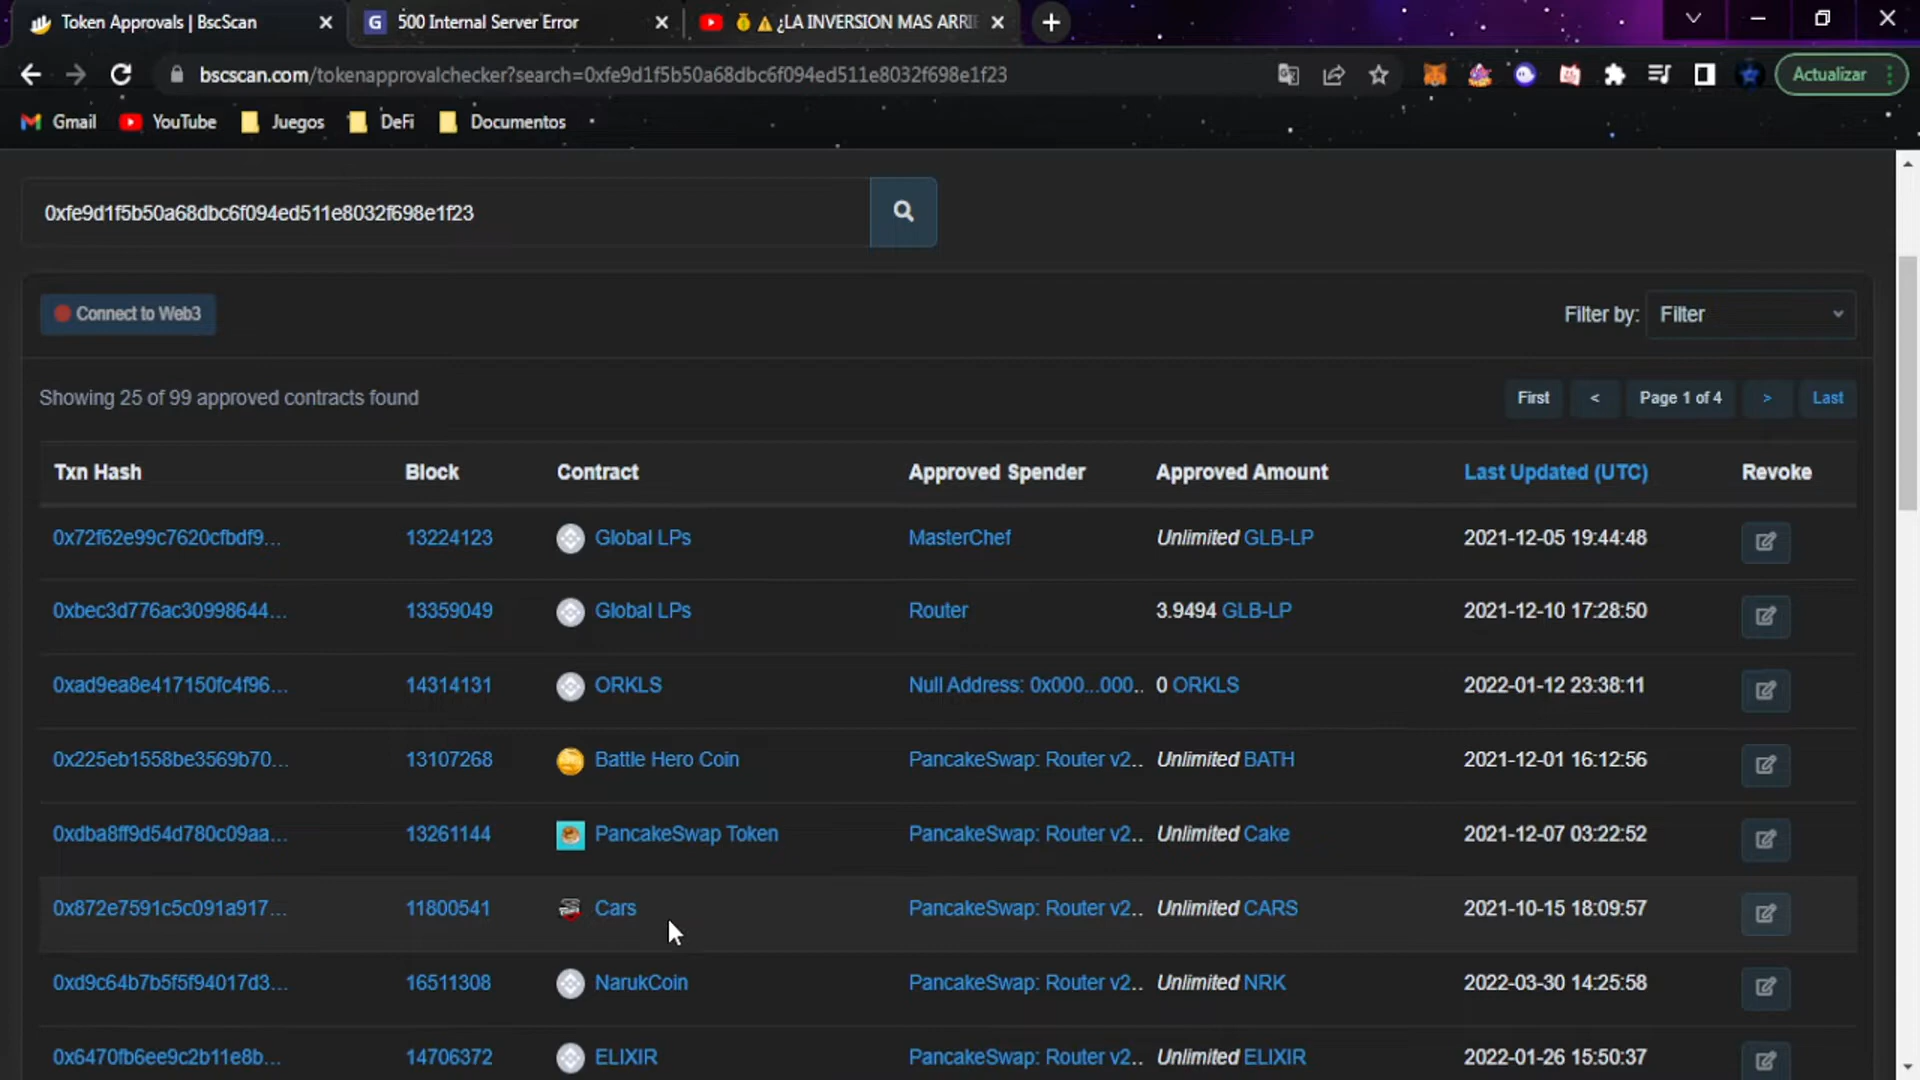 Token Approvals | BscScan
500 Internal Server Error
¿LA INVERSION MAS ARRIE
bscscan.com/tokenapprovalchecker?search=0xfe9d1f5b50a68dbc6f094ed511e8032f698e1f23
Actualizar
Gmail YouTube Juegos DeFi Documentos
0xfe9d1f5b50a68dbc6f094ed511e8032f698e1f23
Connect to Web3
Filter by: Filter
Showing 25 of 99 approved contracts found
First < Page 1 of 4 > Last
Txn Hash Block Contract Approved Spender Approved Amount Last Updated (UTC) Revoke
0x72f62e99c7620cfbdf9... 13224123 Global LPs MasterChef Unlimited GLB-LP 2021-12-05 19:44:48
0xbec3d776ac30998644... 13359049 Global LPs Router 3.9494 GLB-LP 2021-12-10 17:28:50
0xad9ea8e417150fc4f96... 14314131 ORKLS Null Address: 0x000...000.. 0 ORKLS 2022-01-12 23:38:11
0x225eb1558be3569b70... 13107268 Battle Hero Coin PancakeSwap: Router v2.. Unlimited BATH 2021-12-01 16:12:56
0xdba8ff9d54d780c09aa... 13261144 PancakeSwap Token PancakeSwap: Router v2.. Unlimited Cake 2021-12-07 03:22:52
0x872e7591c5c091a917... 11800541 Cars PancakeSwap: Router v2.. Unlimited CARS 2021-10-15 18:09:57
0xd9c64b7b5f5f94017d3... 16511308 NarukCoin PancakeSwap: Router v2.. Unlimited NRK 2022-03-30 14:25:58
0x6470fb6ee9c2b11e8b... 14706372 ELIXIR PancakeSwap: Router v2.. Unlimited ELIXIR 2022-01-26 15:50:37